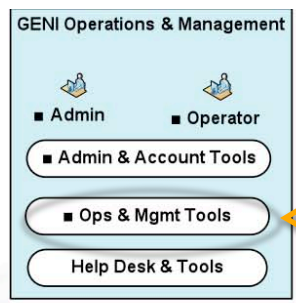 GENI Operations & Management
■ Admin
■ Operator
■ Admin & Account Tools
■ Ops & Mgmt Tools
Help Desk & Tools